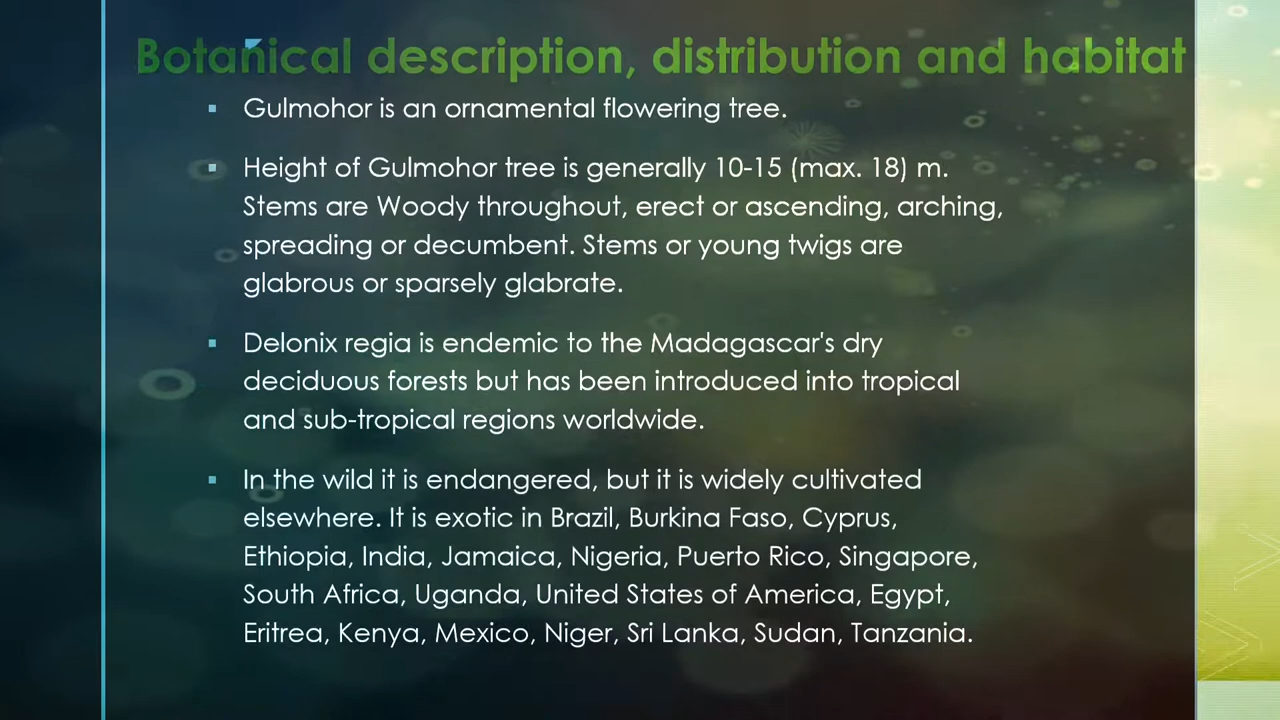 Botanical description, distribution and habitat
▪ Gulmohor is an ornamental flowering tree.
▪ Height of Gulmohor tree is generally 10-15 (max. 18) m.
Stems are Woody throughout, erect or ascending, arching,
spreading or decumbent. Stems or young twigs are
glabrous or sparsely glabrate.
▪ Delonix regia is endemic to the Madagascar's dry
deciduous forests but has been introduced into tropical
and sub-tropical regions worldwide.
▪ In the wild it is endangered, but it is widely cultivated
elsewhere. It is exotic in Brazil, Burkina Faso, Cyprus,
Ethiopia, India, Jamaica, Nigeria, Puerto Rico, Singapore,
South Africa, Uganda, United States of America, Egypt,
Eritrea, Kenya, Mexico, Niger, Sri Lanka, Sudan, Tanzania.